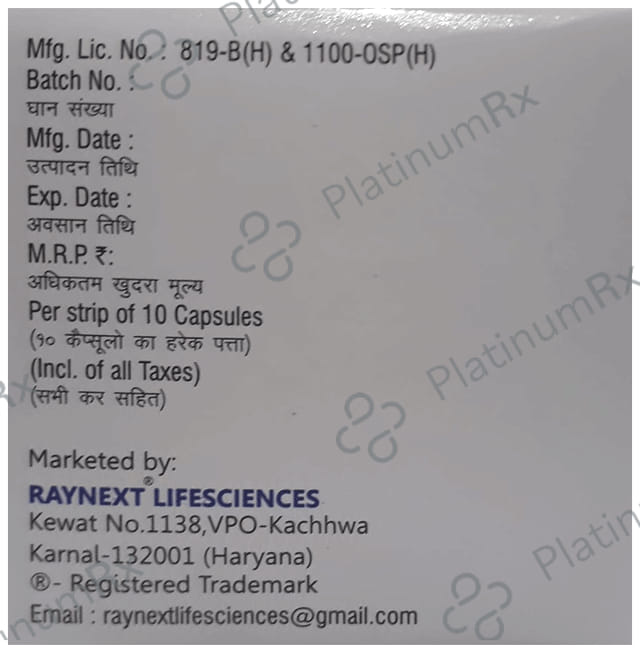 Mfg. Lic. No. : 819-B(H) & 1100-OSP(H)
Batch No. :
घान संख्या
Mfg. Date :
उत्पादन तिथि
Exp. Date :
अवसान तिथि
M.R.P. ₹:
अधिकतम खुदरा मूल्य
Per strip of 10 Capsules
(१० कैप्सूलो का हरेक पत्ता)
(Incl. of all Taxes)
(सभी कर सहित)
Marketed by:
RAYNEXT® LIFESCIENCES
Kewat No.1138,VPO-Kachhwa
Karnal-132001 (Haryana)
®- Registered Trademark
Email : raynextlifesciences@gmail.com
PlatinumRx
PlatinumRx